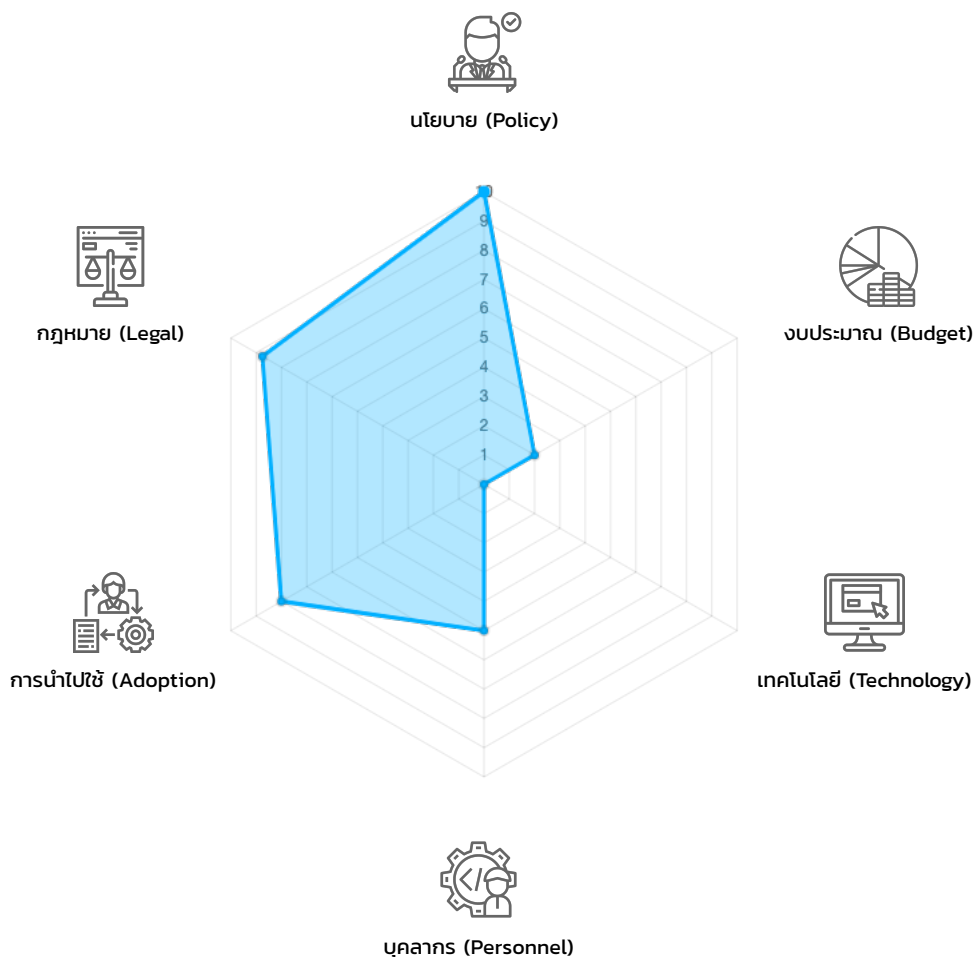 นโยบาย (Policy)
กฎหมาย (Legal)
งบประมาณ (Budget)
10
9
8
7
6
5
4
3
2
1
การนำไปใช้ (Adoption)
เทคโนโลยี (Technology)
บุคลากร (Personnel)